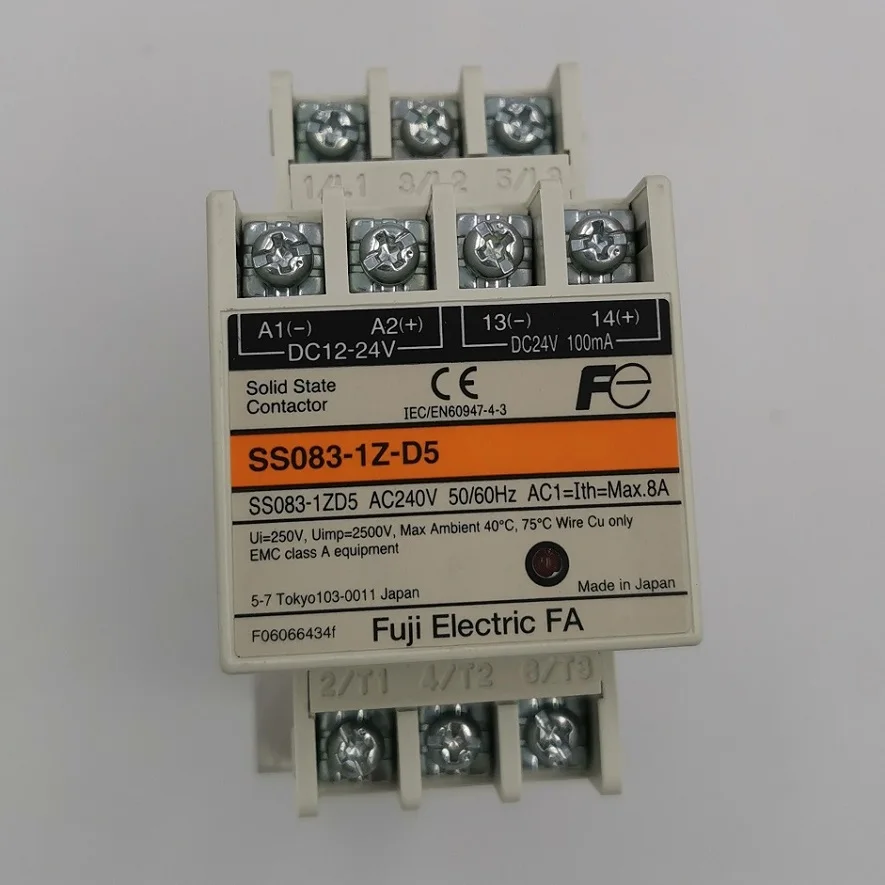 1/L1 3/L2 5/L3
A1(-) A2(+) 13(-) 14(+)
DC12-24V DC24V 100mA
Solid State
Contactor
CE
IEC/EN60947-4-3
Fe
SS083-1Z-D5
SS083-1ZD5 AC240V 50/60Hz AC1=Ith=Max.8A
Ui=250V, Uimp=2500V, Max Ambient 40°C, 75°C Wire Cu only
EMC class A equipment
5-7 Tokyo103-0011 Japan
Made in Japan
F06066434f Fuji Electric FA
2/T1 4/T2 6/T3